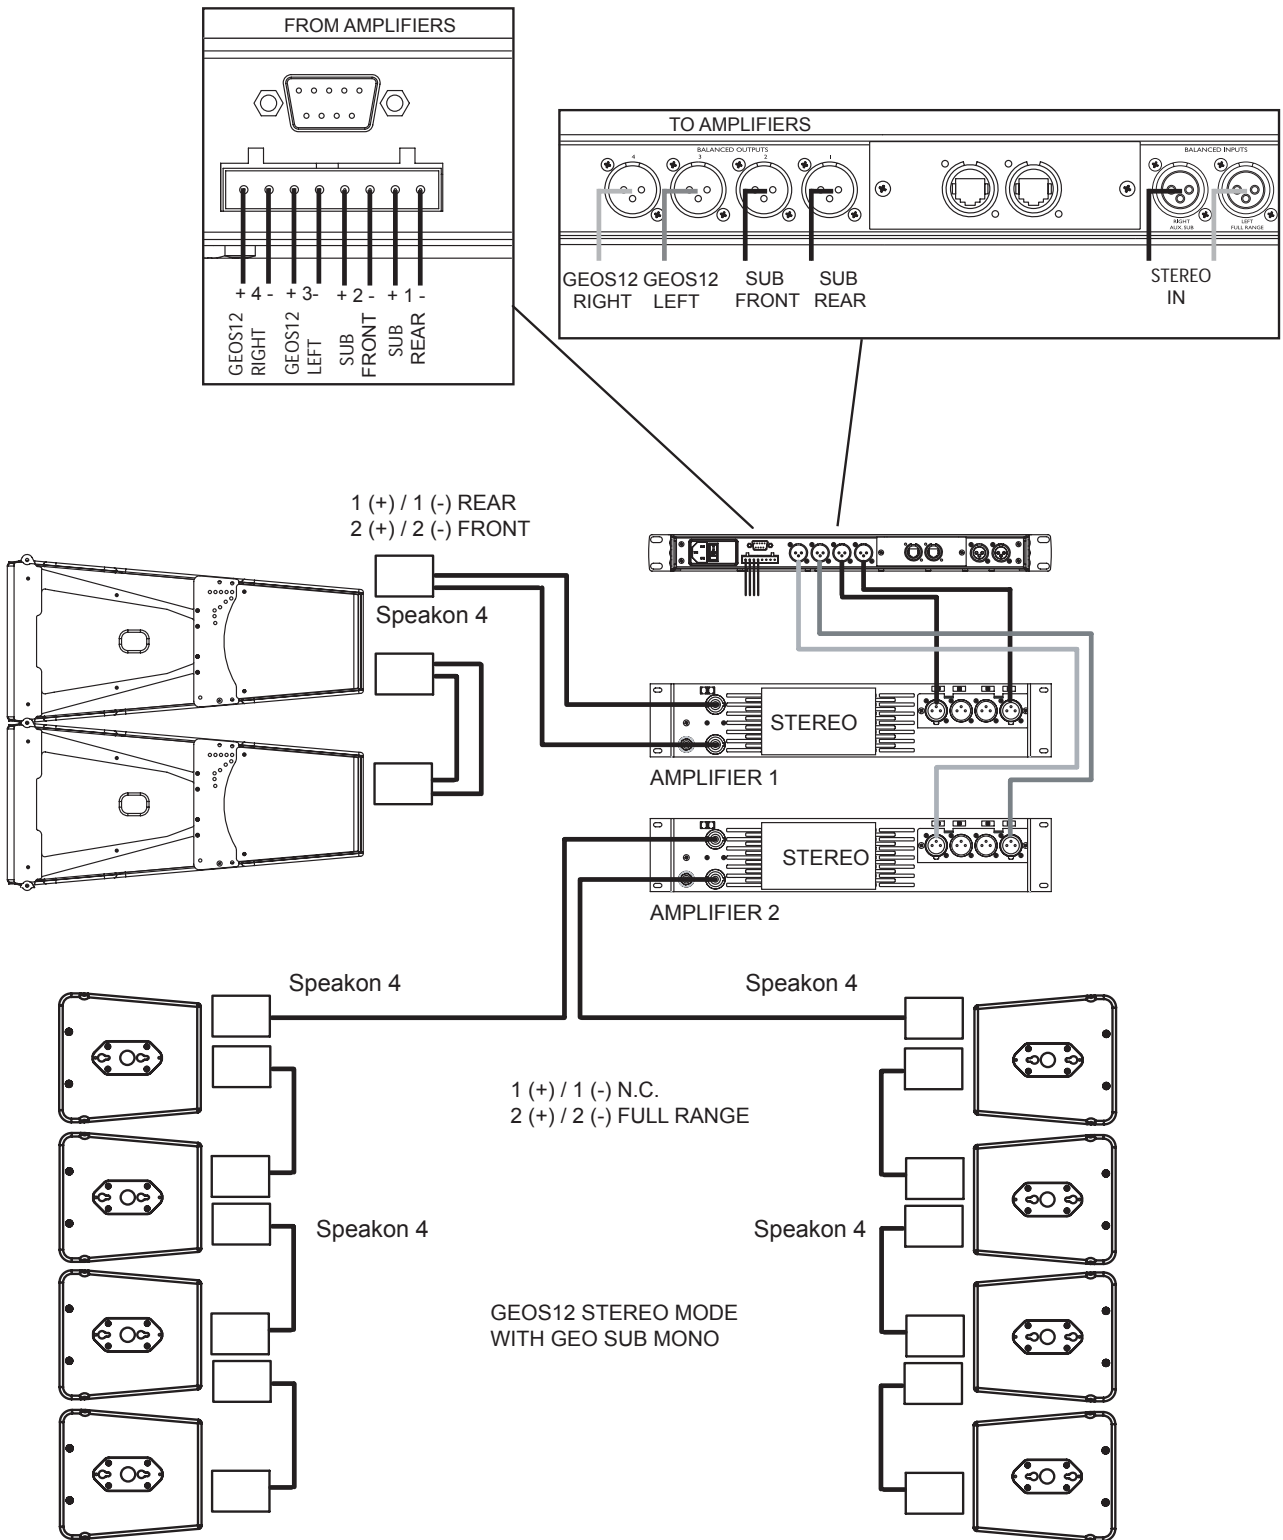 FROM AMPLIFIERS
+ 4 - + 3- + 2 - + 1 -
GEOS12
RIGHT
GEOS12
LEFT
SUB
FRONT
SUB
REAR
TO AMPLIFIERS
BALANCED OUTPUTS
4 3 2 1
BALANCED INPUTS
RIGHT
AUX. SUB
LEFT
FULL RANGE
GEOS12
RIGHT
GEOS12
LEFT
SUB
FRONT
SUB
REAR
STEREO
IN
1 (+) / 1 (-) REAR
2 (+) / 2 (-) FRONT
Speakon 4
STEREO
AMPLIFIER 1
STEREO
AMPLIFIER 2
Speakon 4
Speakon 4
1 (+) / 1 (-) N.C.
2 (+) / 2 (-) FULL RANGE
Speakon 4
Speakon 4
GEOS12 STEREO MODE
WITH GEO SUB MONO